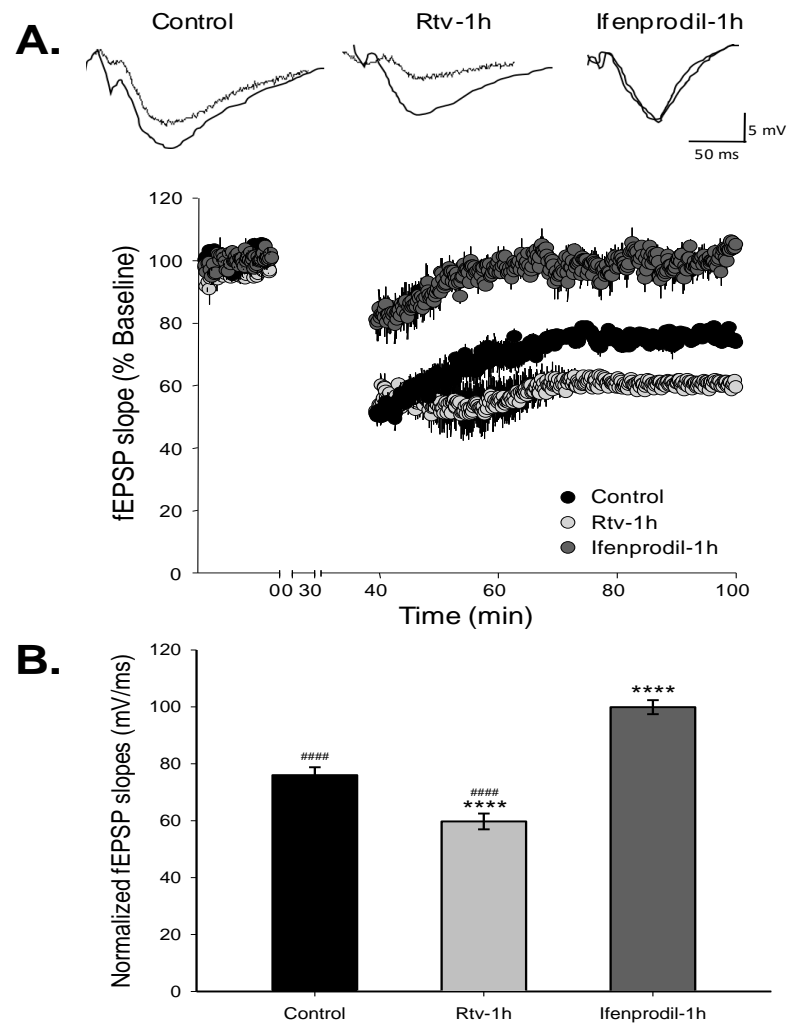 A.
Control Rtv-1h Ifenprodil-1h
5 mV
50 ms
fEPSP slope (% Baseline)
120
100
80
60
40
20
0
Control
Rtv-1h
Ifenprodil-1h
00 30 40 60 80 100
Time (min)
B.
Normalized fEPSP slopes (mV/ms)
120
100
80
60
40
20
0
####
####
****
****
Control Rtv-1h Ifenprodil-1h